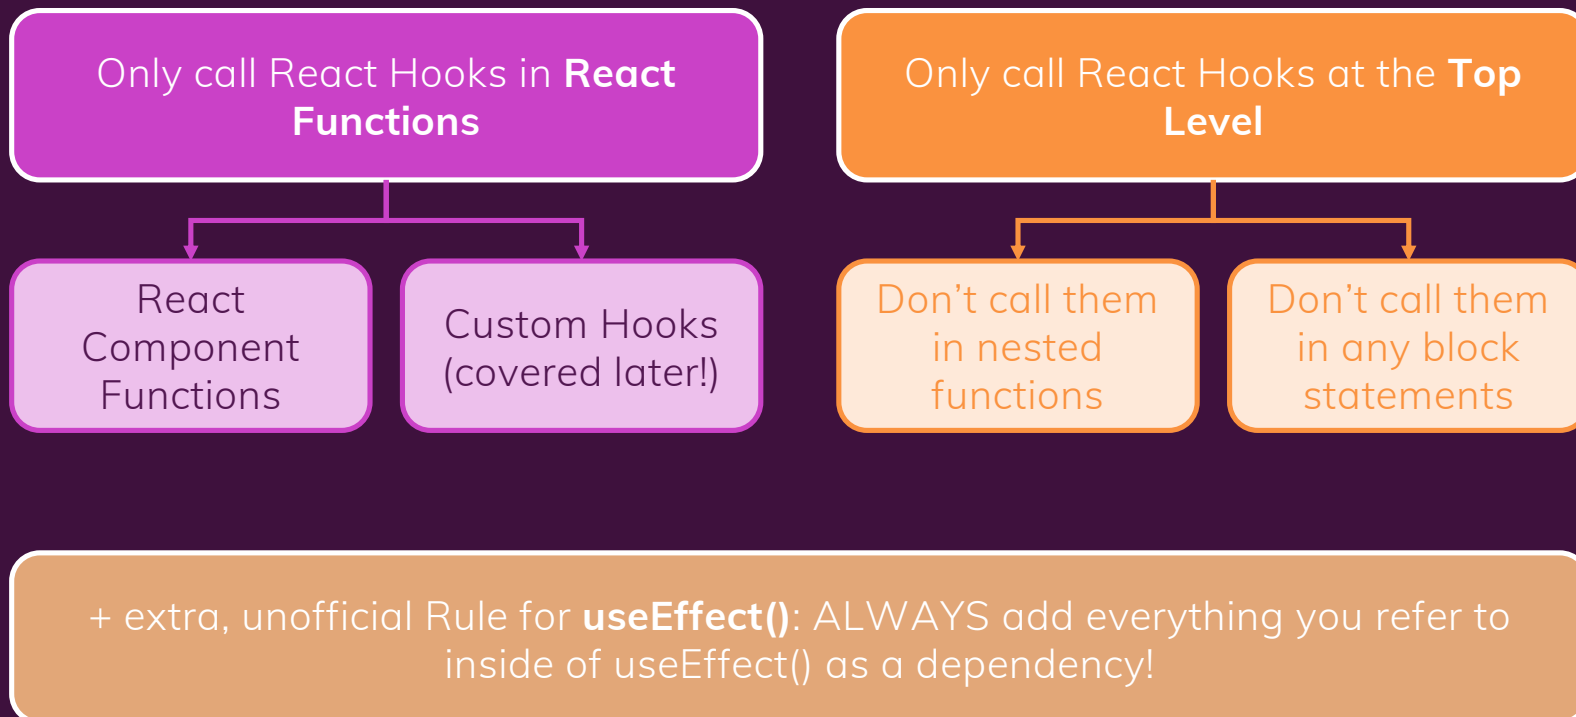 Only call React Hooks in React
Functions
Only call React Hooks at the Top
Level
React
Component
Functions
Custom Hooks
(covered later!)
Don’t call them
in nested
functions
Don’t call them
in any block
statements
+ extra, unofficial Rule for useEffect(): ALWAYS add everything you refer to
inside of useEffect() as a dependency!